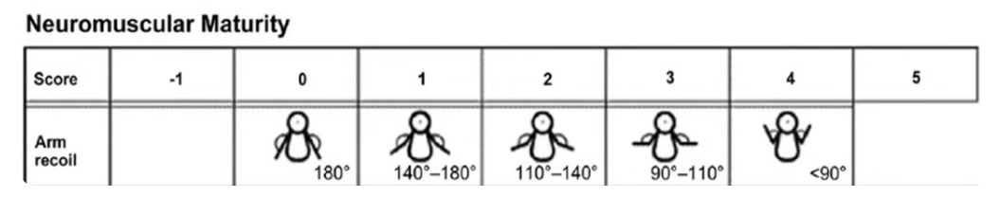 Neuromuscular Maturity
Score -1 0 1 2 3 4 5
Arm
recoil
180° 140°–180° 110°–140° 90°–110° <90°